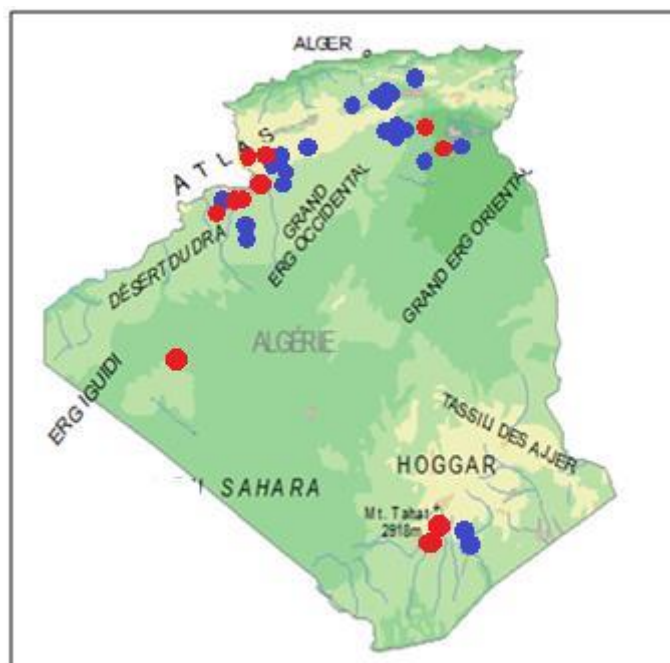 ALGER
ATLAS
GRAND
ERG OCCIDENTAL
DÉSERT DU DRA
GRAND ERG ORIENTAL
ALGÉRIE
ERG IGUIDI
TASSILI DES AJJER
HOGGAR
SAHARA
Mt. Tahat
2918m